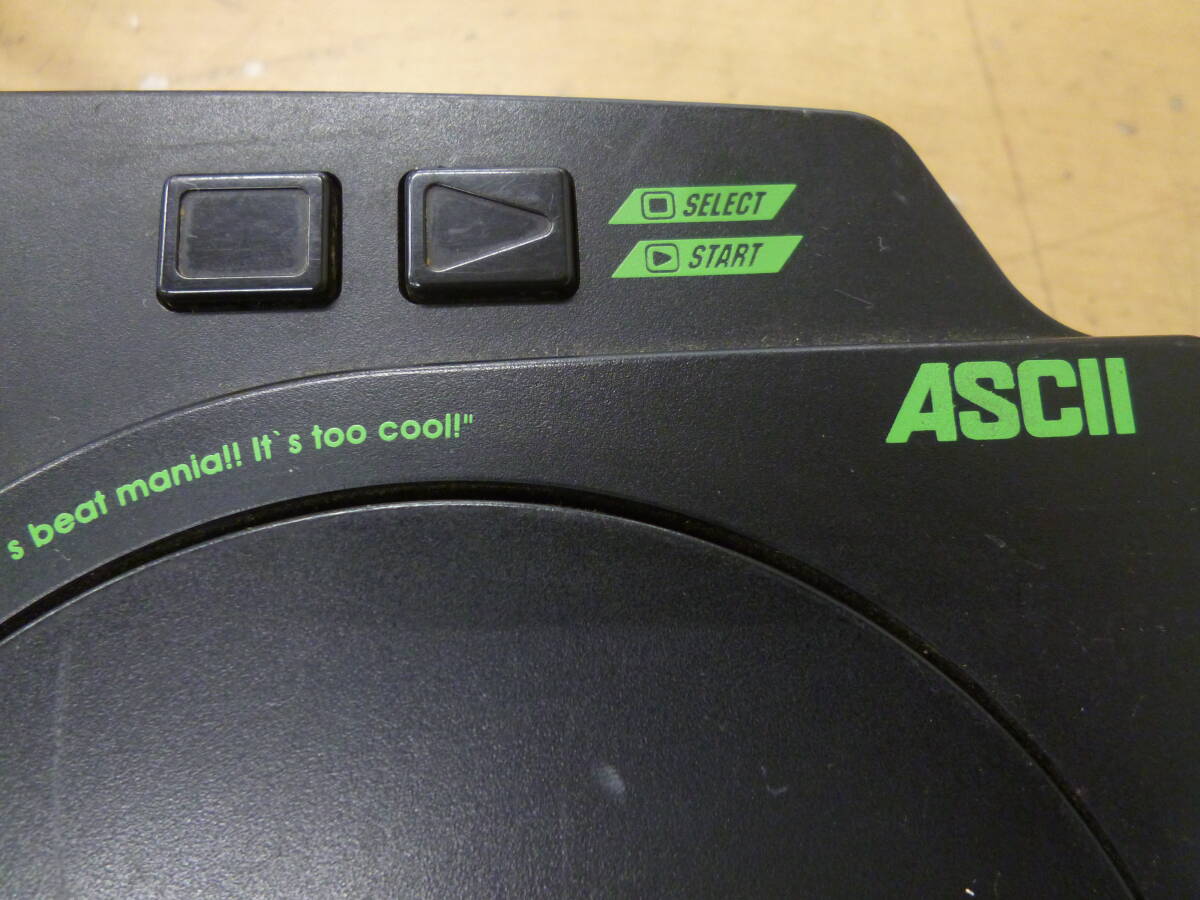 SELECT
START
ASCII
s beat mania!! It`s too cool!"